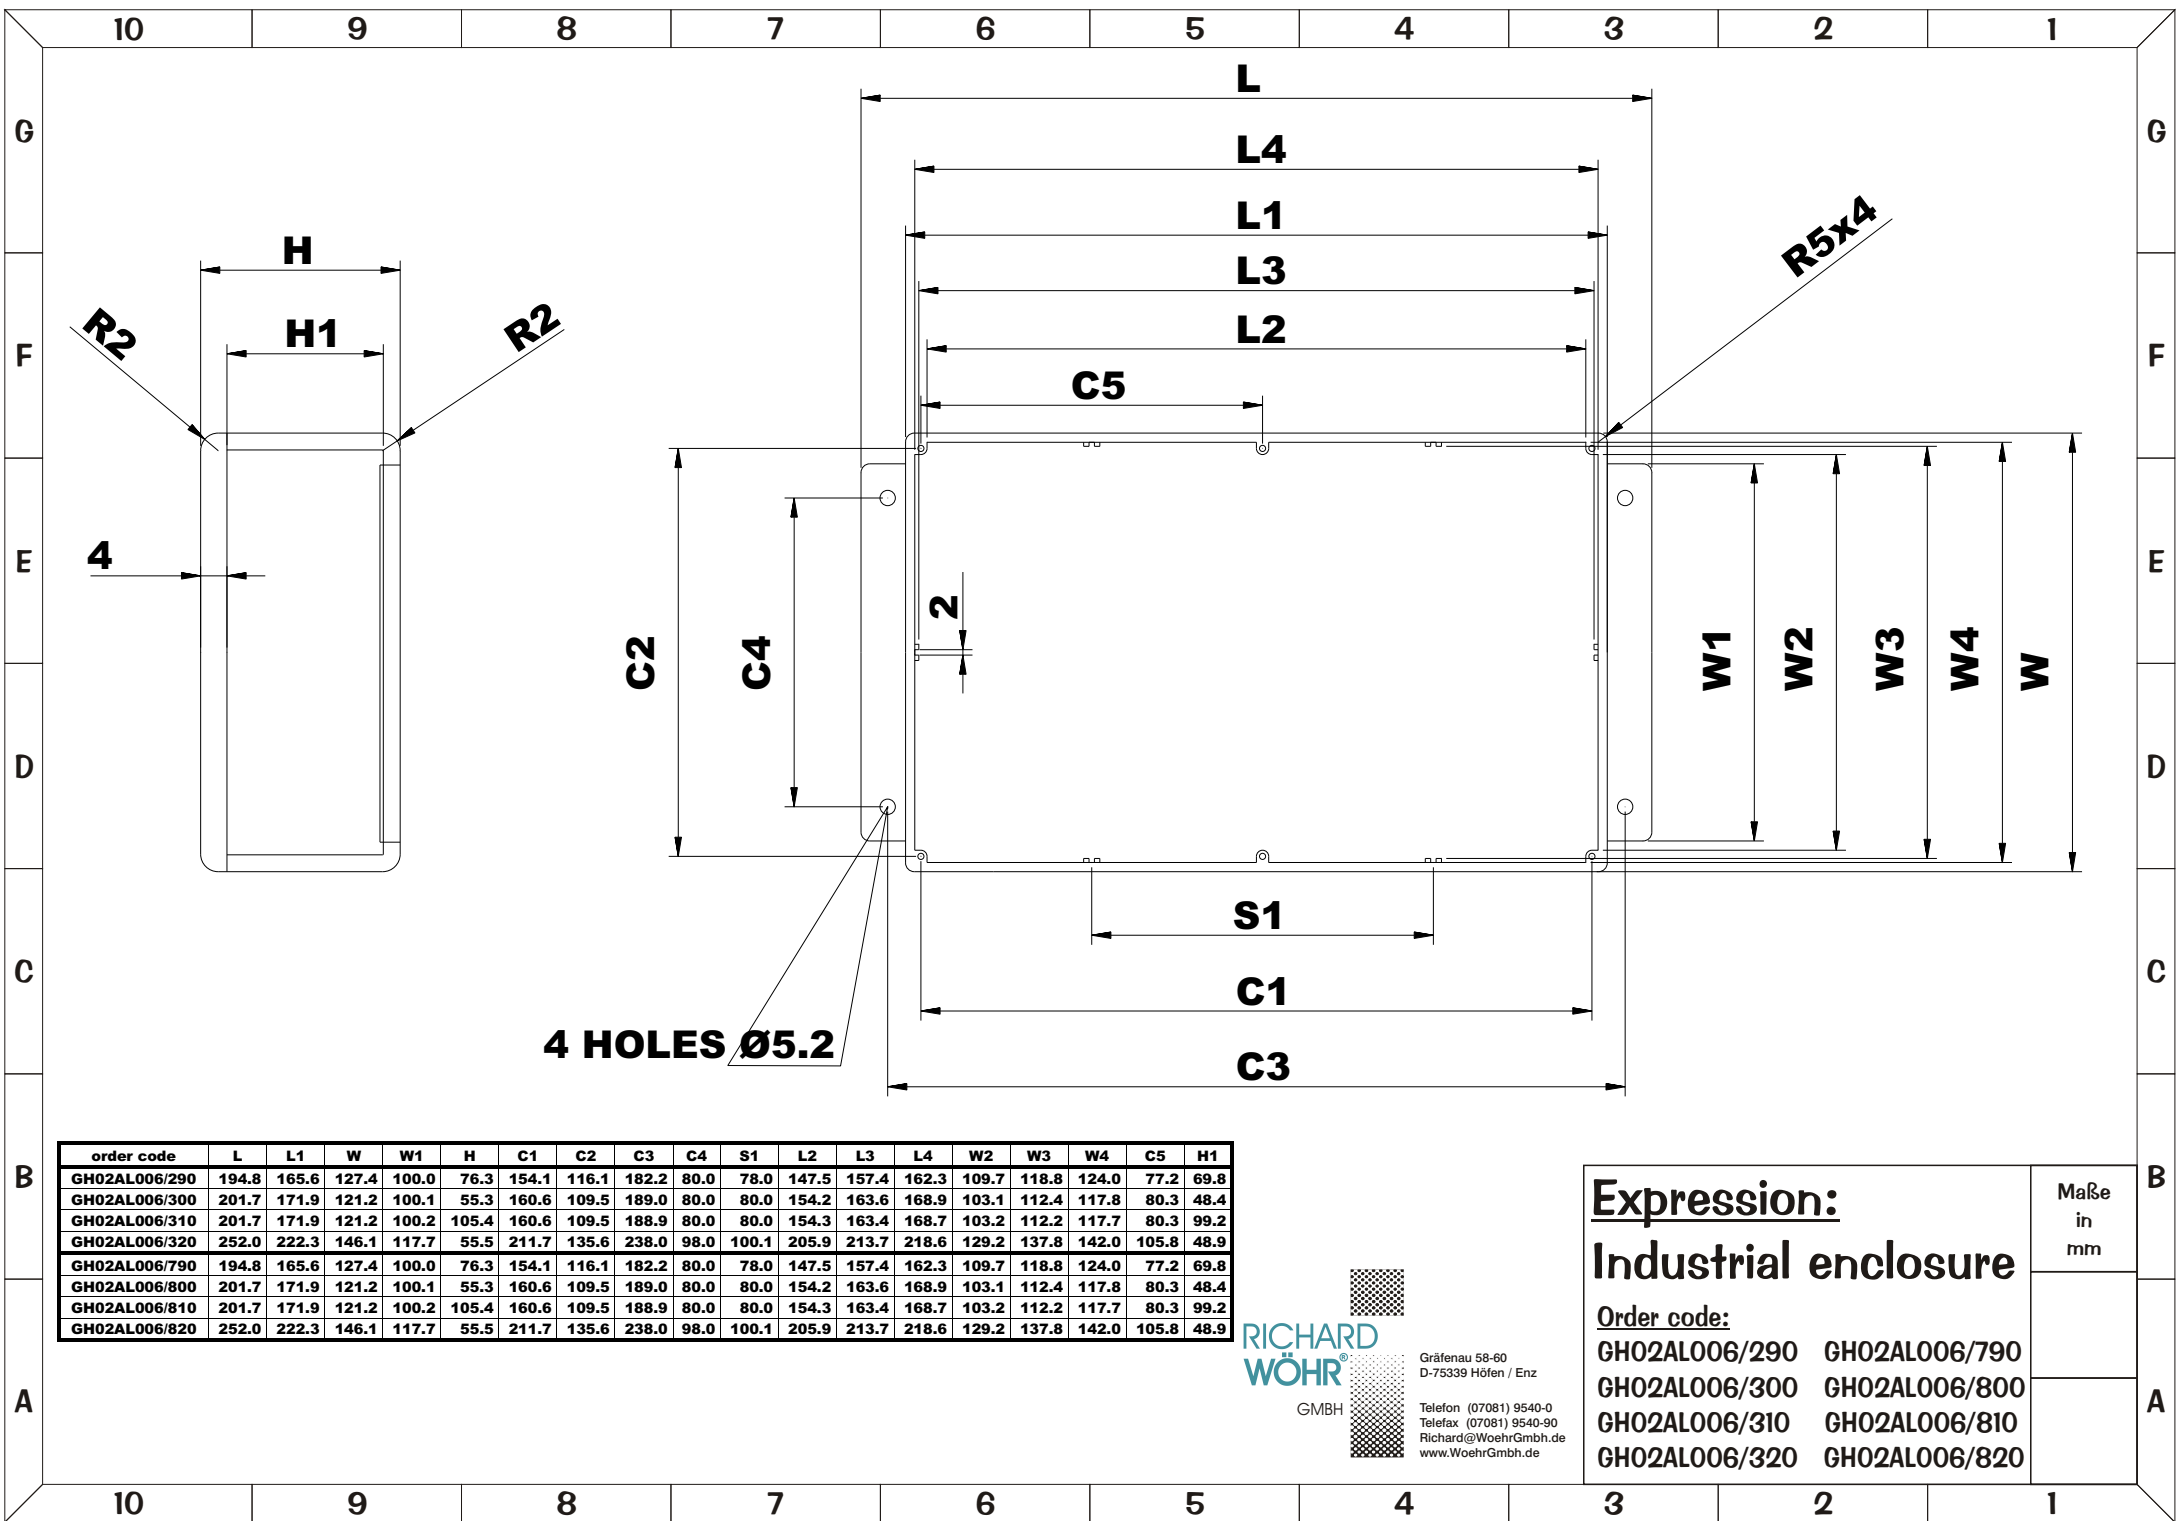 10 9 8 7 6 5 4 3 2 1
L
G G
L4
L1
R5x4
H
L3
R2 H1 R2
L2
F F
C5
4
E E
2
C2 C4 W1 W2 W3 W4 W
D D
S1
C C
C1
4 HOLES Ø5.2
C3
order code L L1 W W1 H C1 C2 C3 C4 S1 L2 L3 L4 W2 W3 W4 C5 H1
GH02AL006/290 194.8 165.6 127.4 100.0 76.3 154.1 116.1 182.2 80.0 78.0 147.5 157.4 162.3 109.7 118.8 124.0 77.2 69.8
GH02AL006/300 201.7 171.9 121.2 100.1 55.3 160.6 109.5 189.0 80.0 80.0 154.2 163.6 168.9 103.1 112.4 117.8 80.3 48.4
GH02AL006/310 201.7 171.9 121.2 100.2 105.4 160.6 109.5 188.9 80.0 80.0 154.3 163.4 168.7 103.2 112.2 117.7 80.3 99.2
GH02AL006/320 252.0 222.3 146.1 117.7 55.5 211.7 135.6 238.0 98.0 100.1 205.9 213.7 218.6 129.2 137.8 142.0 105.8 48.9
GH02AL006/790 194.8 165.6 127.4 100.0 76.3 154.1 116.1 182.2 80.0 78.0 147.5 157.4 162.3 109.7 118.8 124.0 77.2 69.8
GH02AL006/800 201.7 171.9 121.2 100.1 55.3 160.6 109.5 189.0 80.0 80.0 154.2 163.6 168.9 103.1 112.4 117.8 80.3 48.4
GH02AL006/810 201.7 171.9 121.2 100.2 105.4 160.6 109.5 188.9 80.0 80.0 154.3 163.4 168.7 103.2 112.2 117.7 80.3 99.2
GH02AL006/820 252.0 222.3 146.1 117.7 55.5 211.7 135.6 238.0 98.0 100.1 205.9 213.7 218.6 129.2 137.8 142.0 105.8 48.9
B B
RICHARD
WÖHR®
GMBH
Gräfenau 58-60
D-75339 Höfen / Enz
Telefon (07081) 9540-0
Telefax (07081) 9540-90
Richard@WoehrGmbh.de
www.WoehrGmbh.de
Expression:
Industrial enclosure
Maße
in
mm
Order code:
GH02AL006/290 GH02AL006/790
GH02AL006/300 GH02AL006/800
GH02AL006/310 GH02AL006/810
GH02AL006/320 GH02AL006/820
A A
10 9 8 7 6 5 4 3 2 1